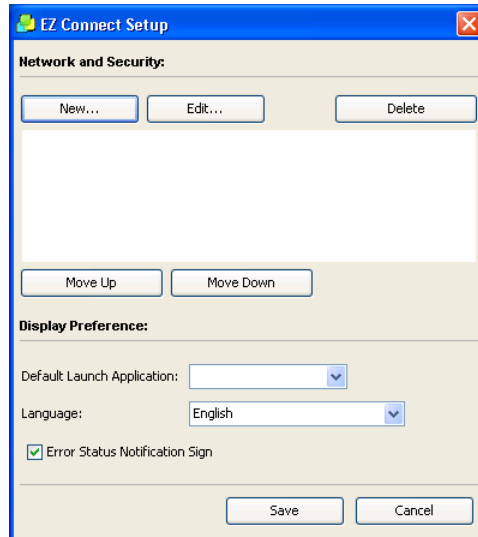 EZ Connect Setup
Network and Security:
New... Edit... Delete
Move Up Move Down
Display Preference:
Default Launch Application:
Language: English
Error Status Notification Sign
Save Cancel